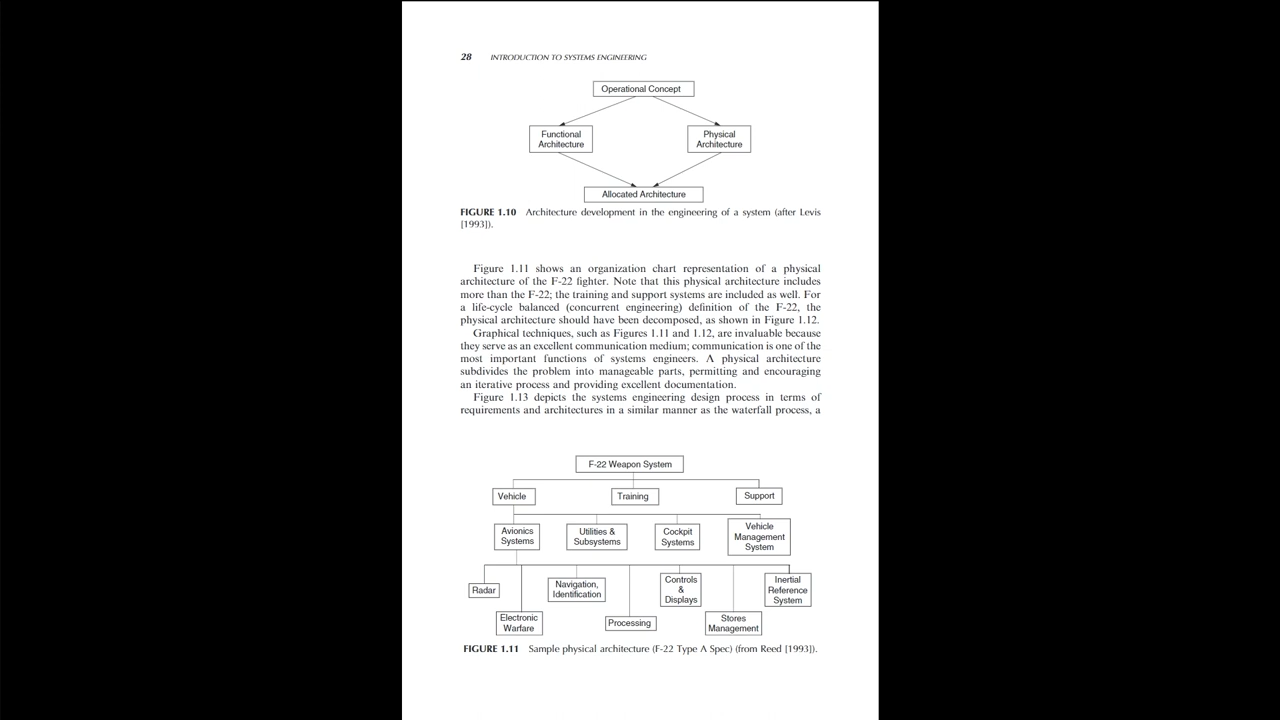 28 INTRODUCTION TO SYSTEMS ENGINEERING
Operational Concept
Functional
Architecture
Physical
Architecture
Allocated Architecture
FIGURE 1.10 Architecture development in the engineering of a system (after Levis
[1993]).
Figure 1.11 shows an organization chart representation of a physical
architecture of the F-22 fighter. Note that this physical architecture includes
more than the F-22; the training and support systems are included as well. For
a life-cycle balanced (concurrent engineering) definition of the F-22, the
physical architecture should have been decomposed, as shown in Figure 1.12.
Graphical techniques, such as Figures 1.11 and 1.12, are invaluable because
they serve as an excellent communication medium; communication is one of the
most important functions of systems engineers. A physical architecture
subdivides the problem into manageable parts, permitting and encouraging
an iterative process and providing excellent documentation.
Figure 1.13 depicts the systems engineering design process in terms of
requirements and architectures in a similar manner as the waterfall process, a
F-22 Weapon System
Vehicle
Training
Support
Avionics
Systems
Utilities &
Subsystems
Cockpit
Systems
Vehicle
Management
System
Radar
Navigation,
Identification
Controls
&
Displays
Inertial
Reference
System
Electronic
Warfare
Processing
Stores
Management
FIGURE 1.11 Sample physical architecture (F-22 Type A Spec) (from Reed [1993]).